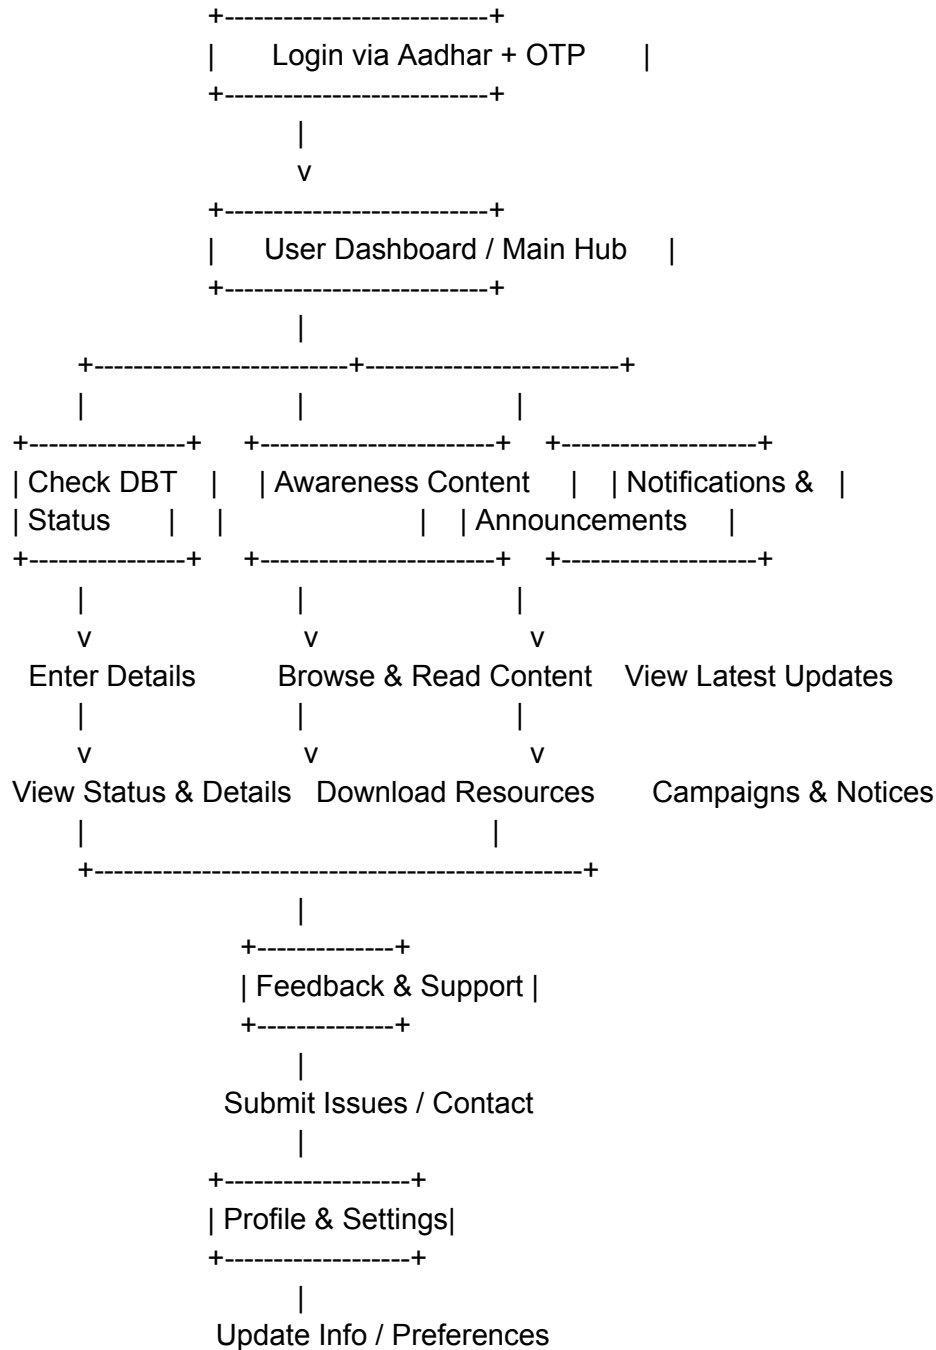 +---------------------------+
| Login via Aadhar + OTP |
+---------------------------+
|
v
+---------------------------+
| User Dashboard / Main Hub |
+---------------------------+
|
+--------------------------+--------------------------+
| | |
+----------------+ +------------------------+ +--------------------+
| Check DBT | | Awareness Content | | Notifications & |
| Status | | | | Announcements |
+----------------+ +------------------------+ +--------------------+
| | |
v v v
Enter Details Browse & Read Content View Latest Updates
| | |
v v v
View Status & Details Download Resources Campaigns & Notices
| |
+--------------------------------------------------+
|
+--------------+
| Feedback & Support |
+--------------+
|
Submit Issues / Contact
|
+-------------------+
| Profile & Settings|
+-------------------+
|
Update Info / Preferences